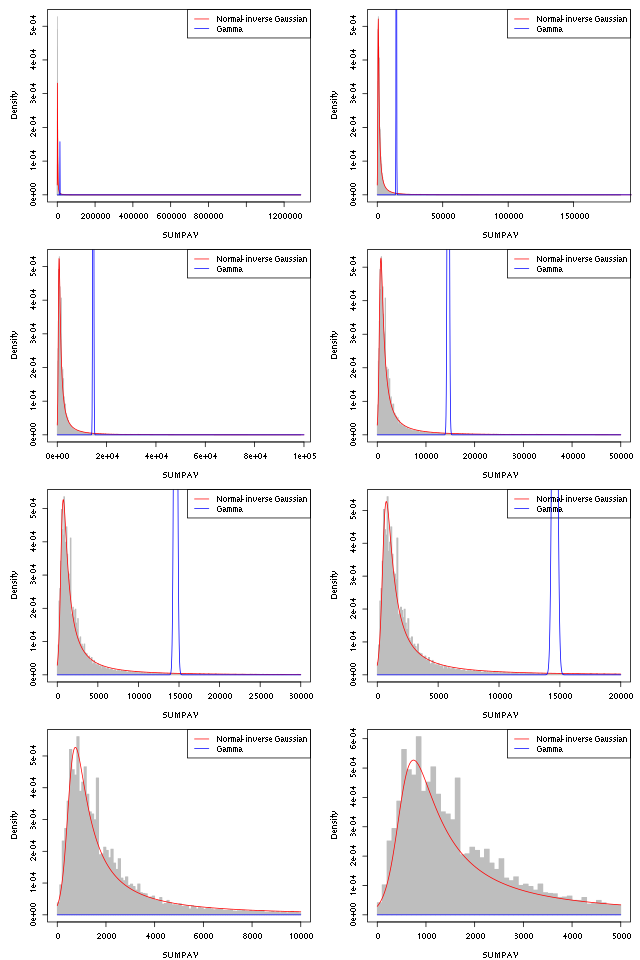 Normal-inverse Gaussian
Gamma
Density
0e+00 1e-04 2e-04 3e-04 4e-04 5e-04
0 200000 400000 600000 800000 1200000
SUMPAY
Normal-inverse Gaussian
Gamma
Density
0e+00 1e-04 2e-04 3e-04 4e-04 5e-04
0 50000 100000 150000
SUMPAY
Normal-inverse Gaussian
Gamma
Density
0e+00 1e-04 2e-04 3e-04 4e-04 5e-04
0e+00 2e+04 4e+04 6e+04 8e+04 1e+05
SUMPAY
Normal-inverse Gaussian
Gamma
Density
0e+00 1e-04 2e-04 3e-04 4e-04 5e-04
0 10000 20000 30000 40000 50000
SUMPAY
Normal-inverse Gaussian
Gamma
Density
0e+00 1e-04 2e-04 3e-04 4e-04 5e-04
0 5000 10000 15000 20000 25000 30000
SUMPAY
Normal-inverse Gaussian
Gamma
Density
0e+00 1e-04 2e-04 3e-04 4e-04 5e-04
0 5000 10000 15000 20000
SUMPAY
Normal-inverse Gaussian
Gamma
Density
0e+00 1e-04 2e-04 3e-04 4e-04 5e-04
0 2000 4000 6000 8000 10000
SUMPAY
Normal-inverse Gaussian
Gamma
Density
0e+00 1e-04 2e-04 3e-04 4e-04 5e-04 6e-04
0 1000 2000 3000 4000 5000
SUMPAY